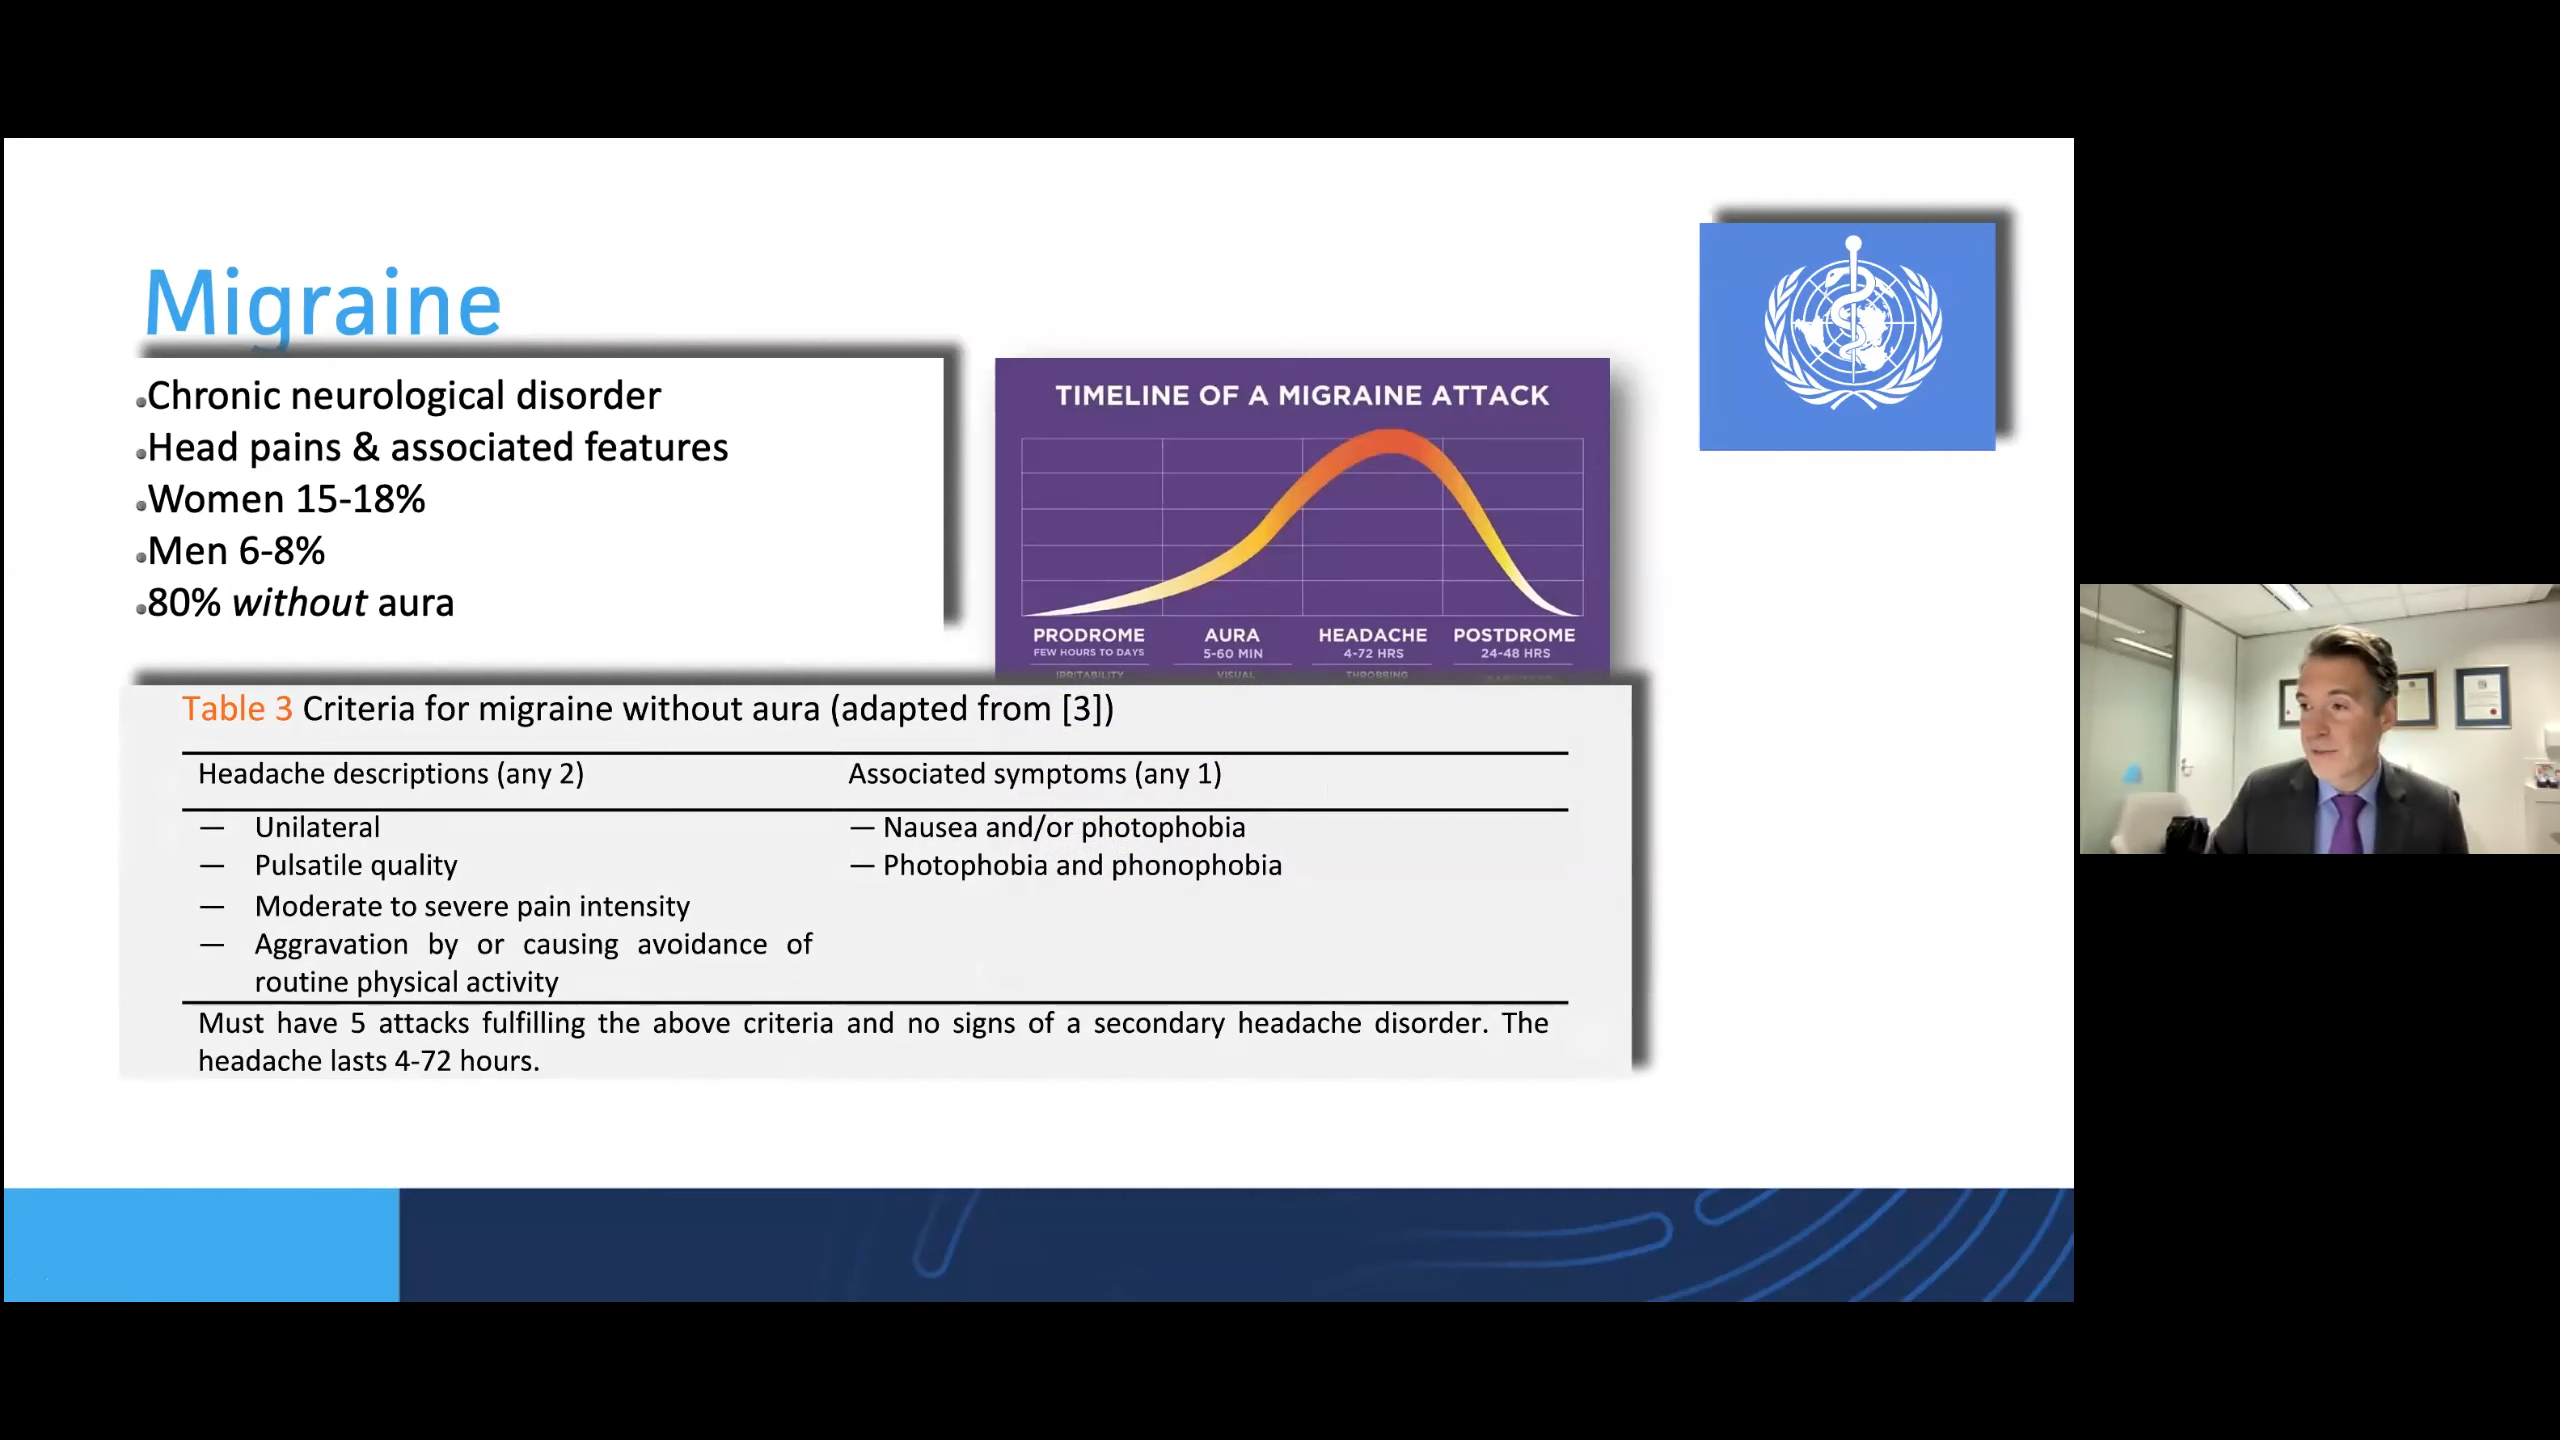 Migraine
Chronic neurological disorder
Head pains & associated features
Women 15-18%
Men 6-8%
80% without aura
TIMELINE OF A MIGRAINE ATTACK
PRODROME AURA HEADACHE POSTDROME
FEW HOURS TO DAYS 5-60 MIN 4-72 HRS 24-48 HRS
IRRITABILITY VISUAL THROBBING
Table 3 Criteria for migraine without aura (adapted from [3])
Headache descriptions (any 2) Associated symptoms (any 1)
— Unilateral — Nausea and/or photophobia
— Pulsatile quality — Photophobia and phonophobia
— Moderate to severe pain intensity
— Aggravation by or causing avoidance of
routine physical activity
Must have 5 attacks fulfilling the above criteria and no signs of a secondary headache disorder. The
headache lasts 4-72 hours.